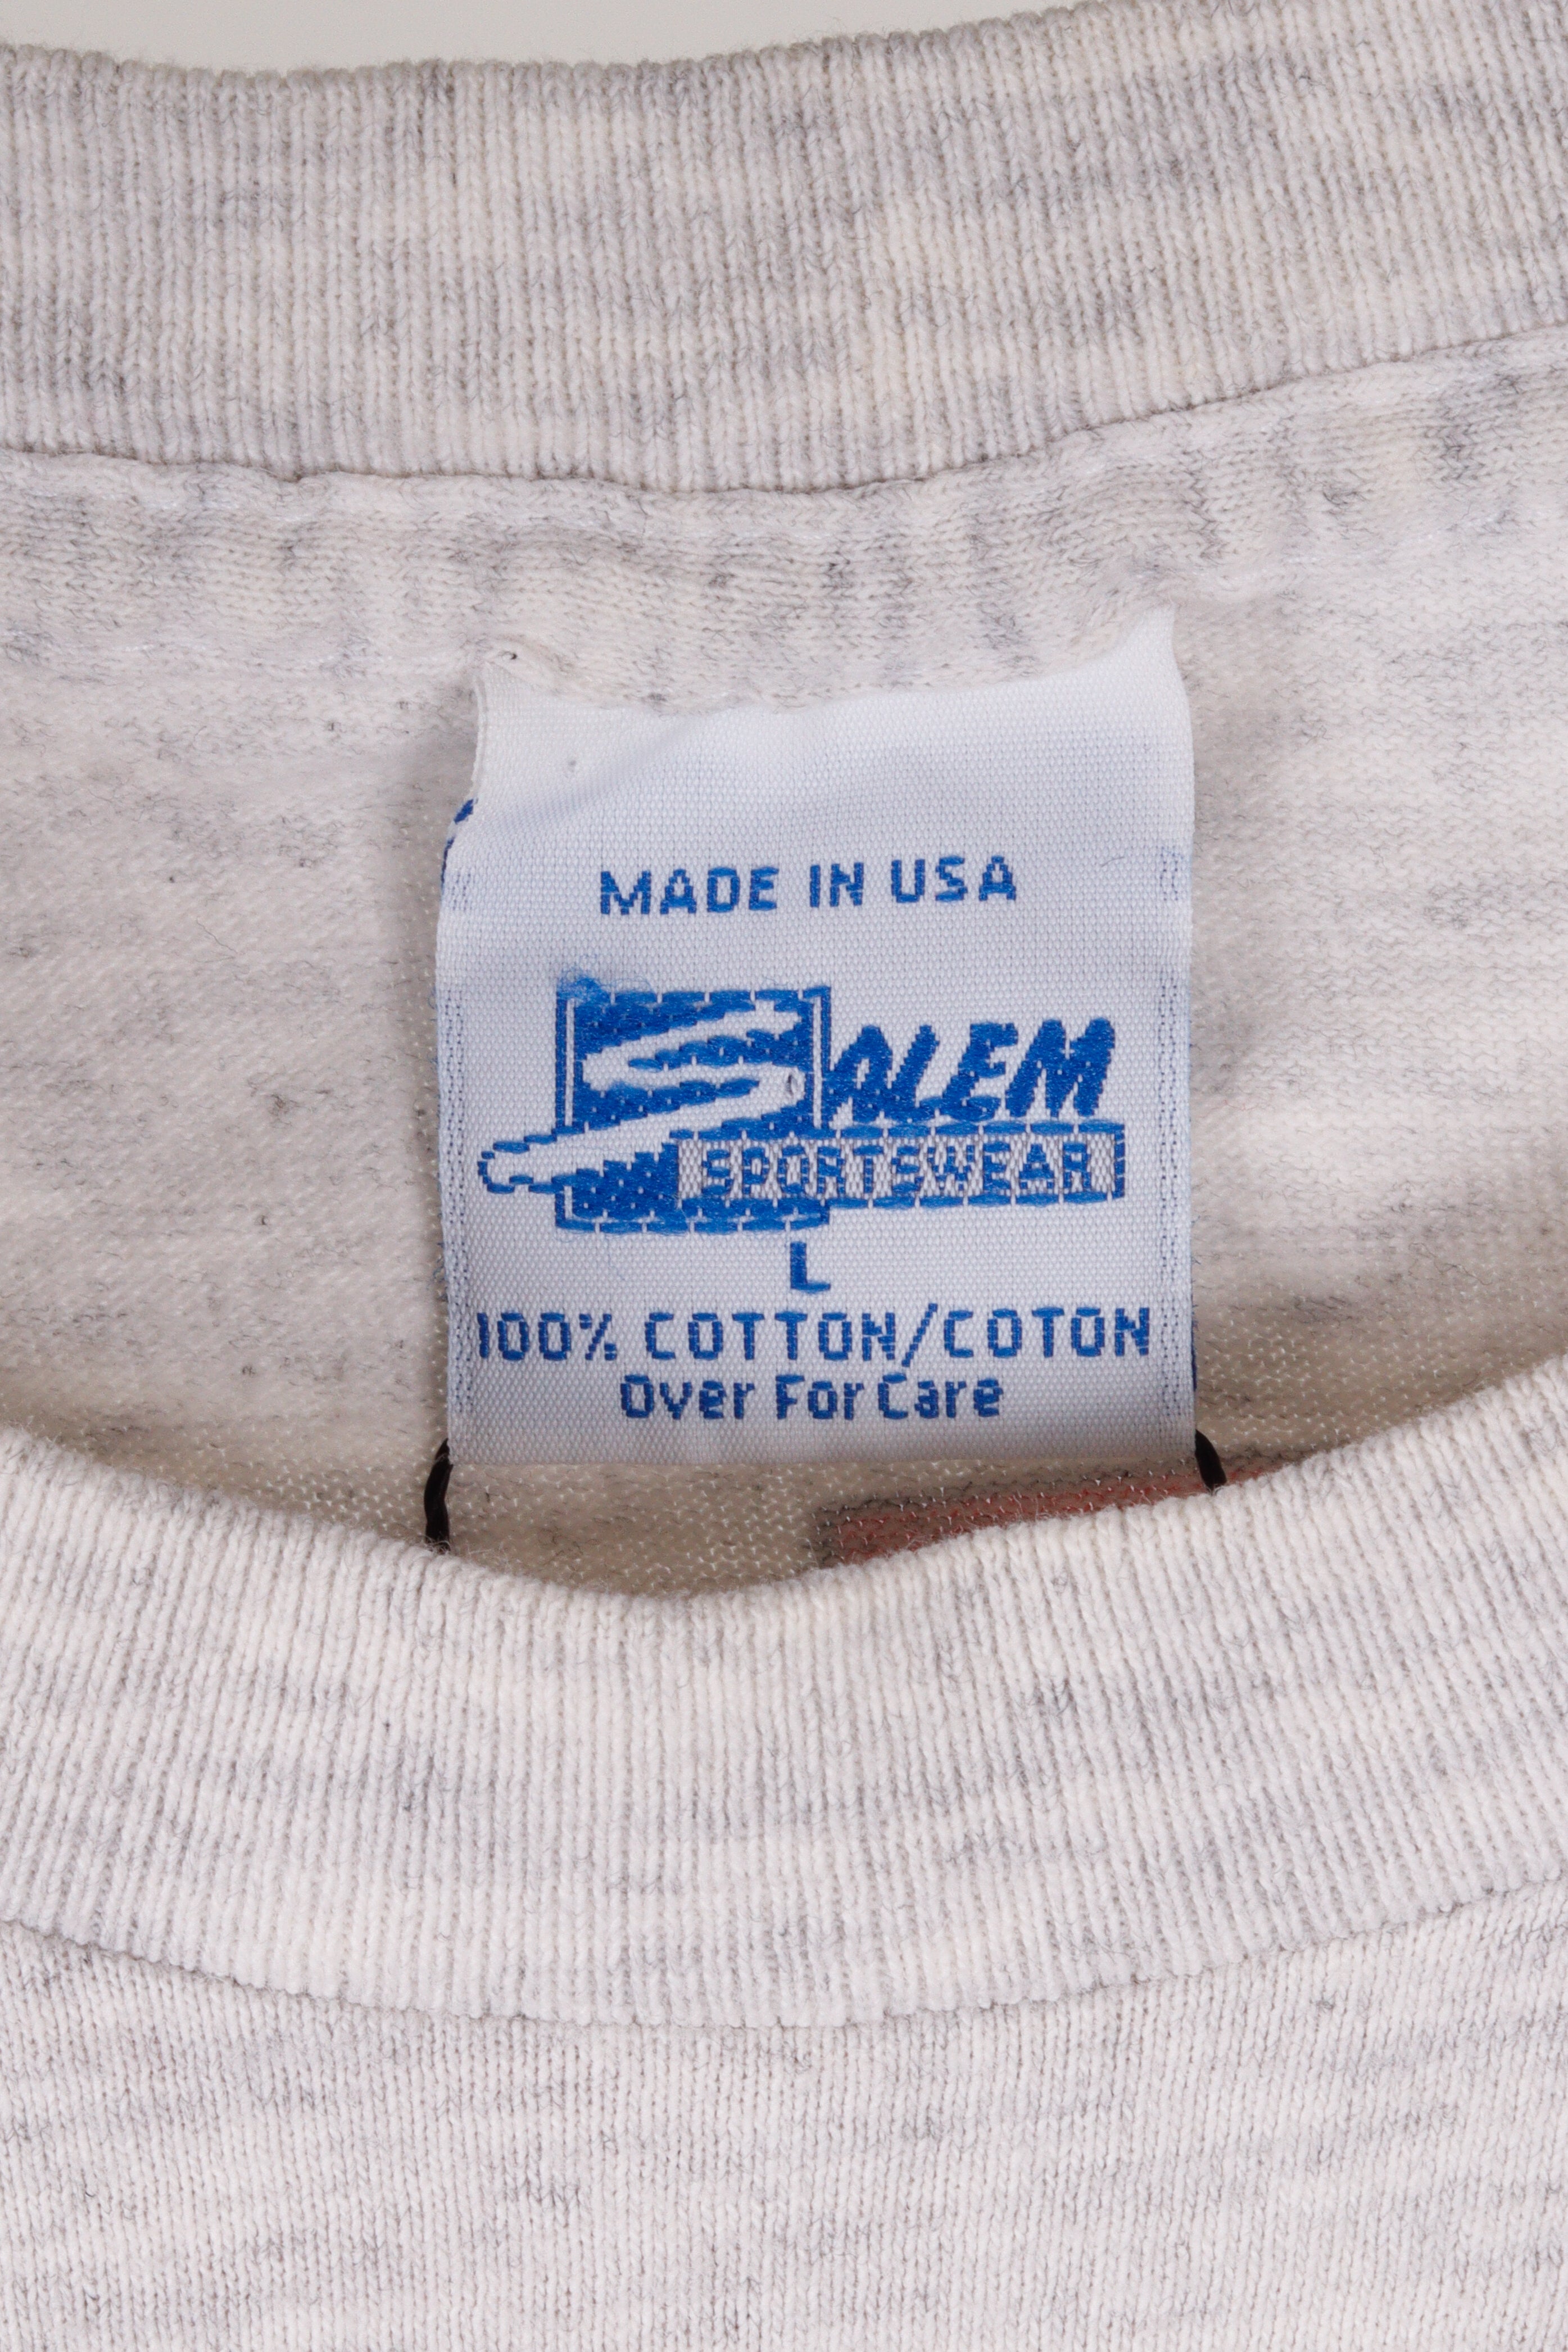 MADE IN USA
SALEM
SPORTSWEAR
L
100% COTTON/COTON
Over For Care